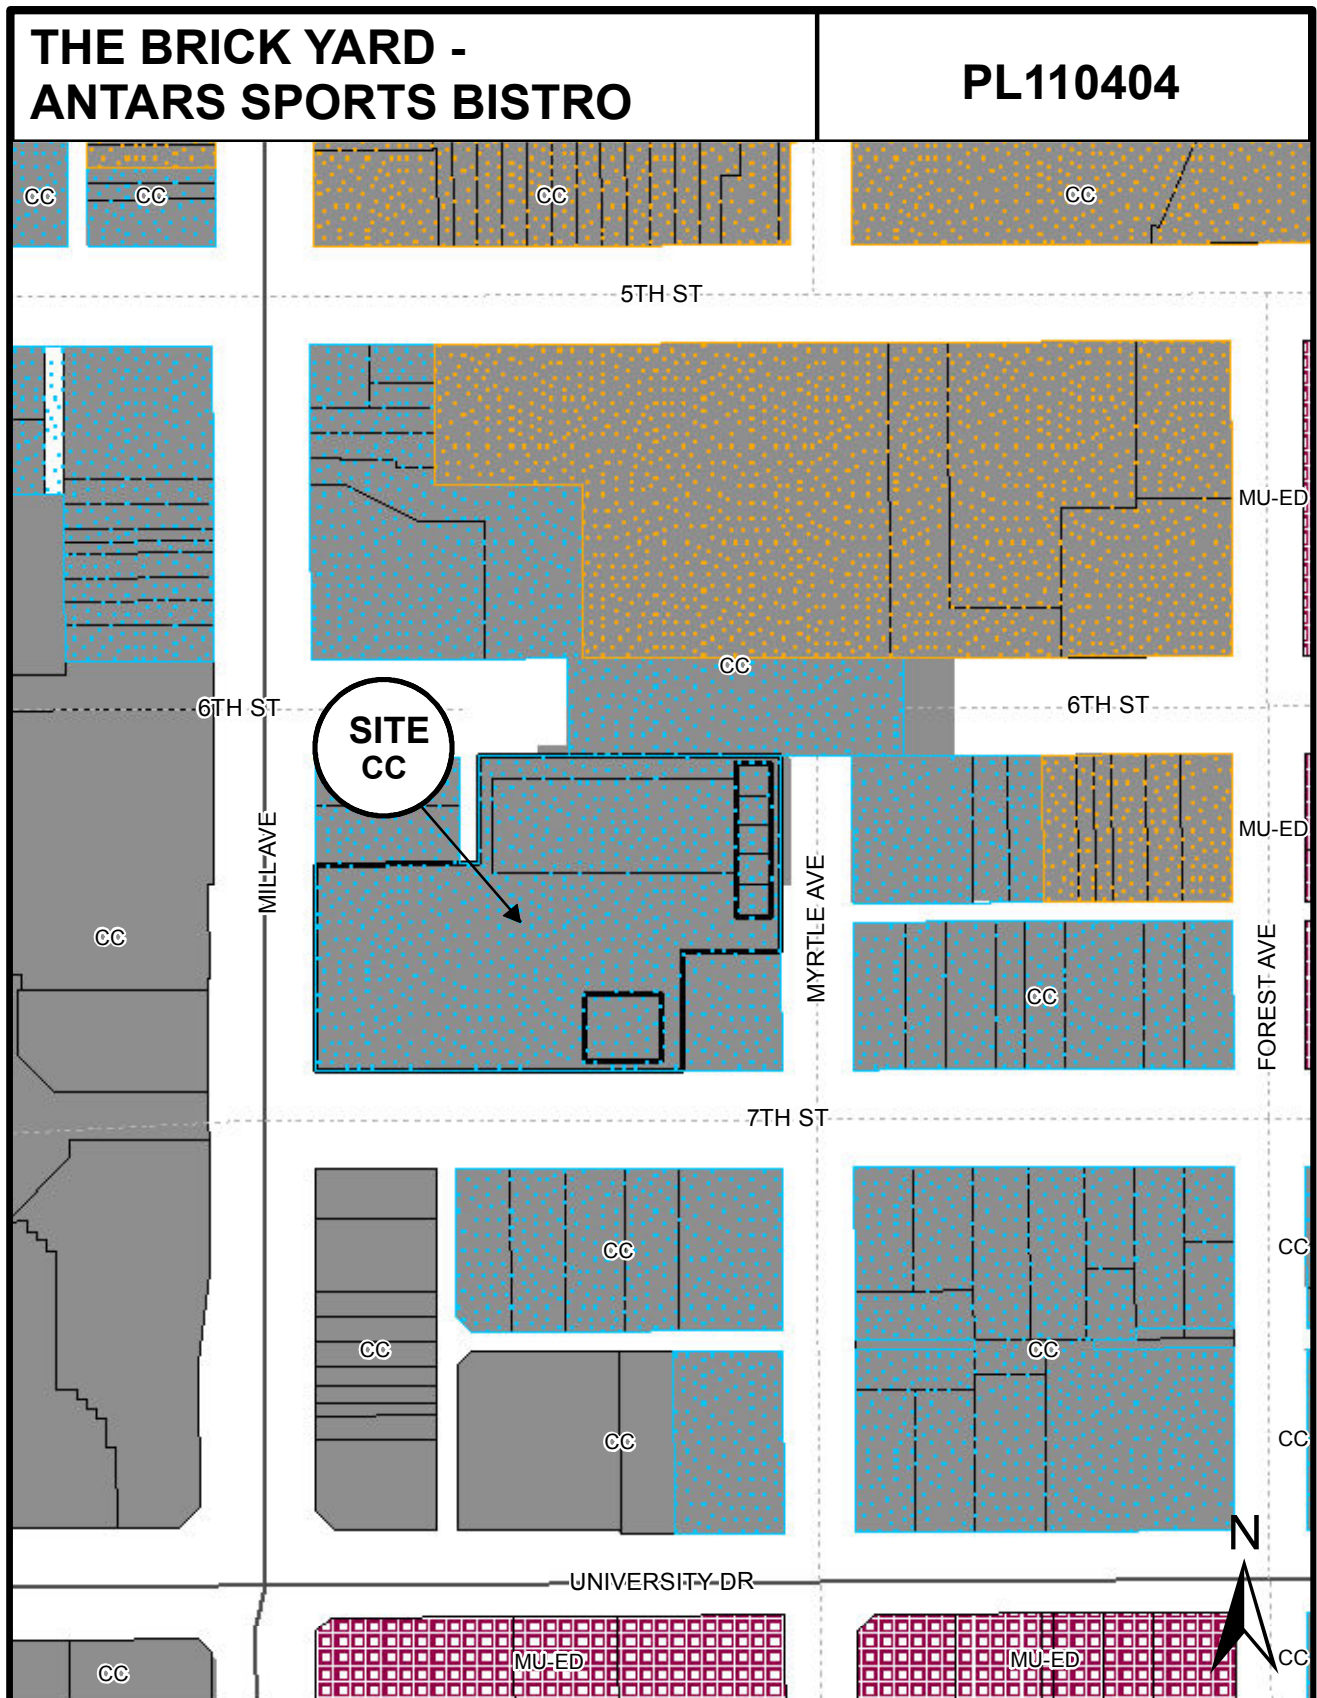 THE BRICK YARD -
ANTARS SPORTS BISTRO
PL110404
CC
CC
CC
CC
5TH ST
MU-ED
CC
6TH ST
6TH ST
SITE
CC
MU-ED
MILL AVE
MYRTLE AVE
CC
CC
FOREST AVE
7TH ST
CC
CC
CC
CC
CC
CC
N
UNIVERSITY DR
MU-ED
MU-ED
CC
CC